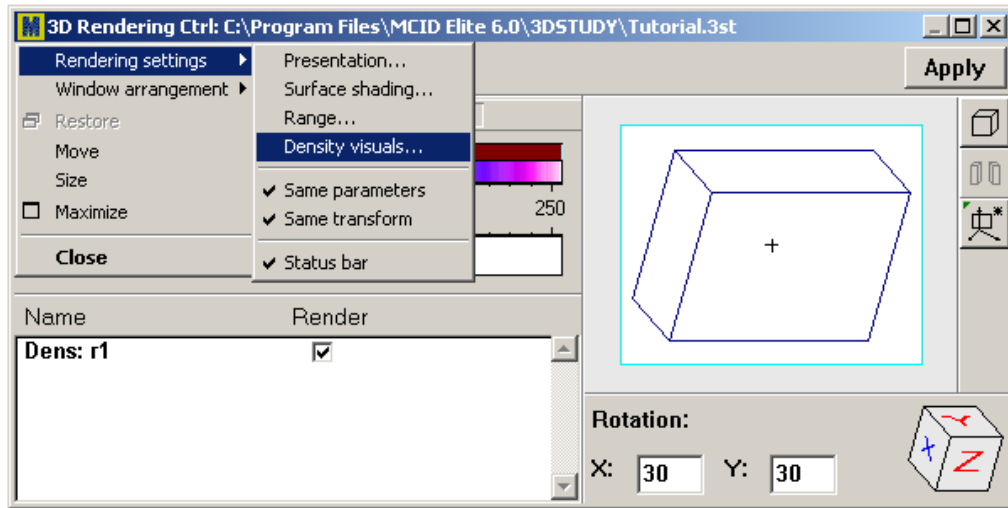 3D Rendering Ctrl: C:\Program Files\MCID Elite 6.0\3DSTUDY\Tutorial.3st
Rendering settings
Window arrangement
Restore
Move
Size
Maximize
Close
Presentation...
Surface shading...
Range...
Density visuals...
Same parameters
Same transform
Status bar
Apply
250
Name Render
Dens: r1
Rotation:
X: 30 Y: 30
Y
X
Z